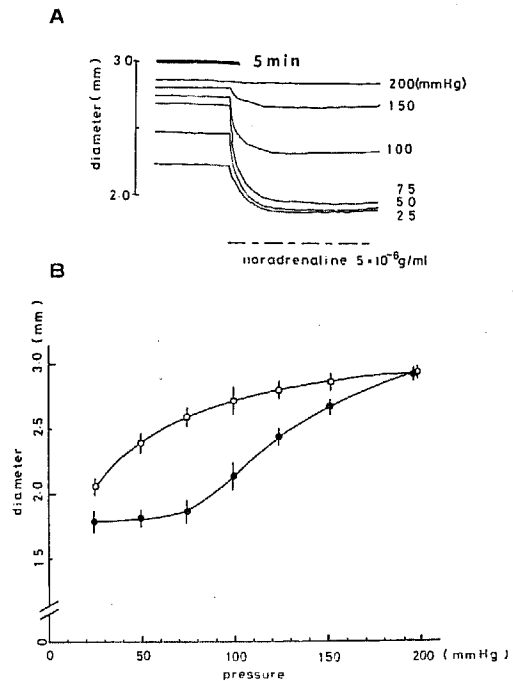 A
5 min
3.0
2.0
diameter (mm)
200(mmHg)
150
100
75
50
25
noradrenaline 5×10⁻⁶g/ml
B
diameter (mm)
3.0
2.5
2.0
1.5
0
0 50 100 150 200 (mmHg)
pressure